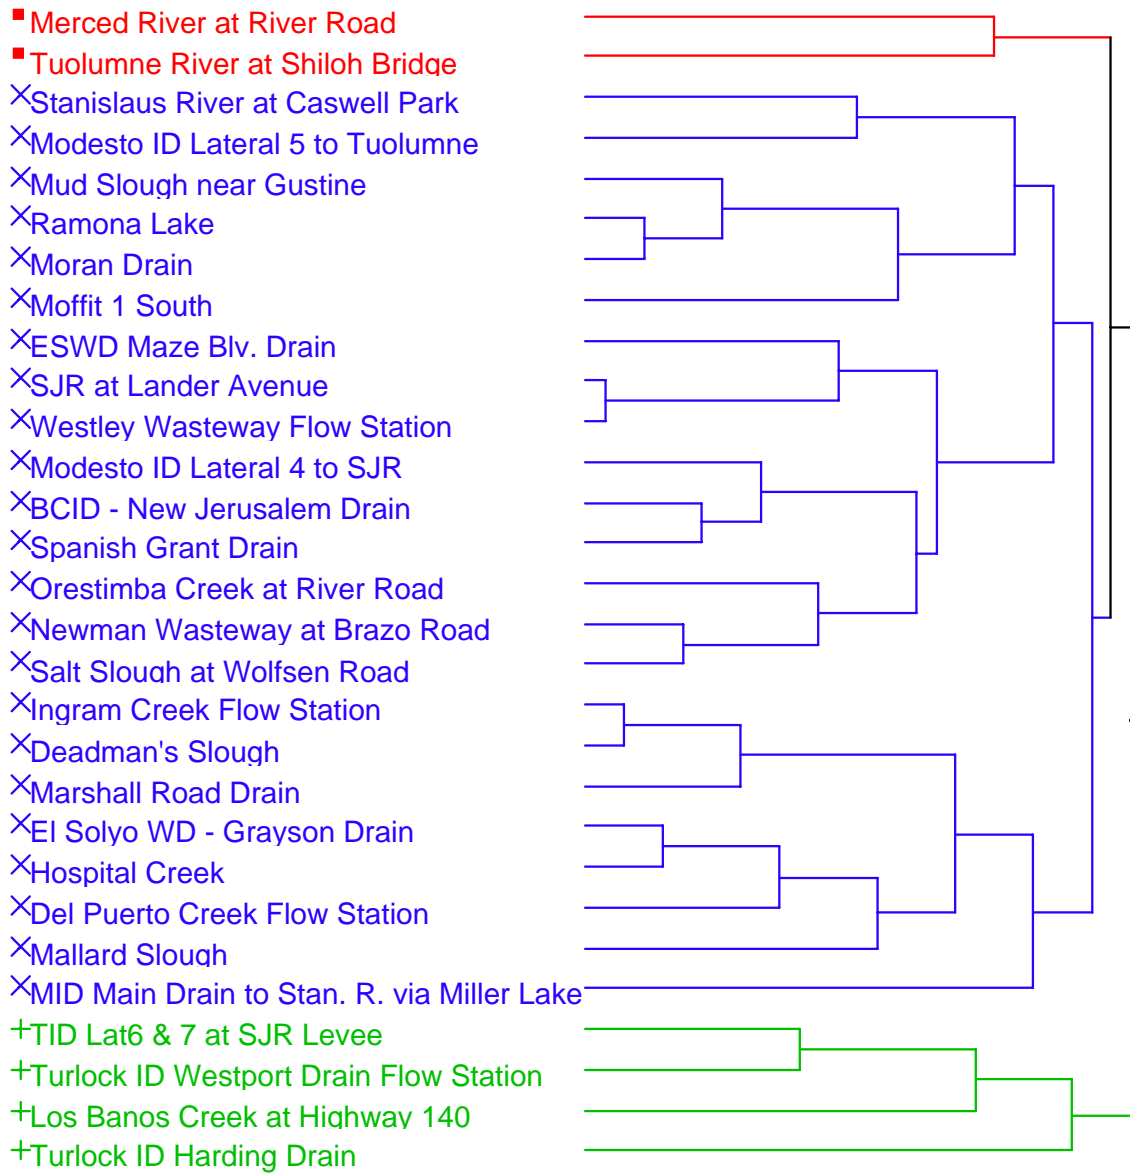 Merced River at River Road
Tuolumne River at Shiloh Bridge
Stanislaus River at Caswell Park
Modesto ID Lateral 5 to Tuolumne
Mud Slough near Gustine
Ramona Lake
Moran Drain
Moffit 1 South
ESWD Maze Blv. Drain
SJR at Lander Avenue
Westley Wasteway Flow Station
Modesto ID Lateral 4 to SJR
BCID - New Jerusalem Drain
Spanish Grant Drain
Orestimba Creek at River Road
Newman Wasteway at Brazo Road
Salt Slough at Wolfsen Road
Ingram Creek Flow Station
Deadman's Slough
Marshall Road Drain
El Solyo WD - Grayson Drain
Hospital Creek
Del Puerto Creek Flow Station
Mallard Slough
MID Main Drain to Stan. R. via Miller Lake
TID Lat6 & 7 at SJR Levee
Turlock ID Westport Drain Flow Station
Los Banos Creek at Highway 140
Turlock ID Harding Drain